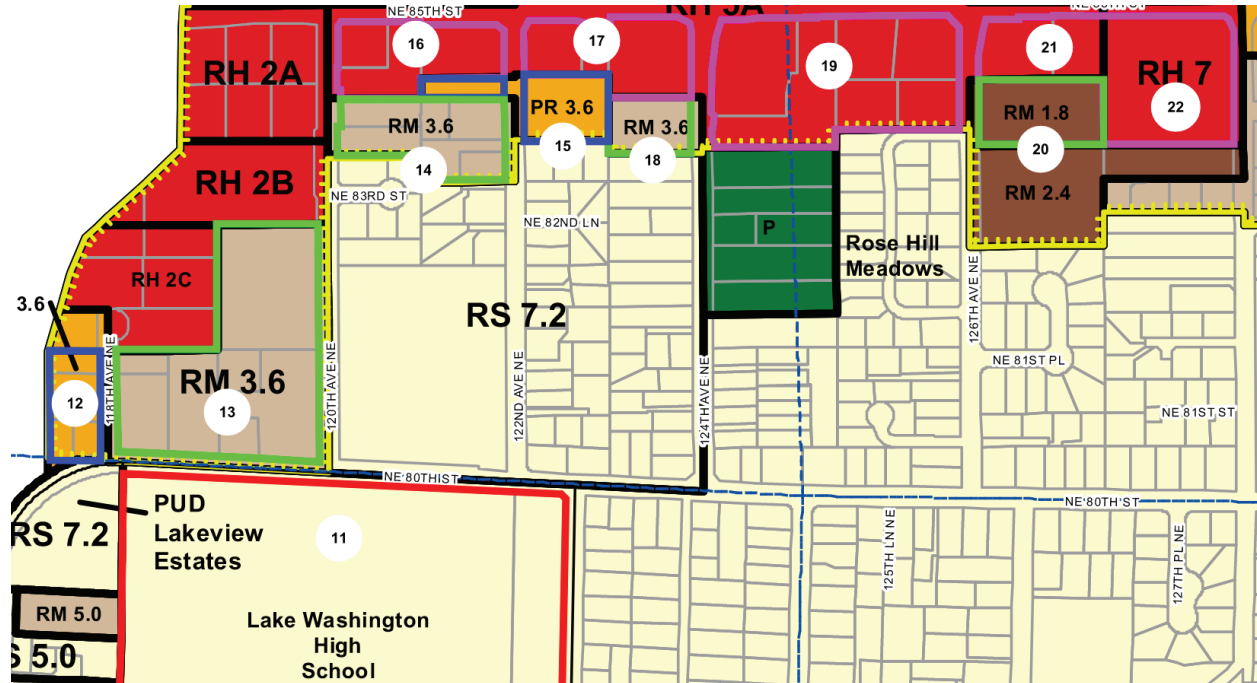 NE 85TH ST
RH 5A
16
17
19
21
RH 2A
RH 7
22
PR 3.6
RM 1.8
RM 3.6
RM 3.6
15
20
14
18
RH 2B
NE 83RD ST
RM 2.4
NE 82ND LN
P
Rose Hill
Meadows
RH 2C
126TH AVE NE
3.6
RS 7.2
118TH AVE NE
120TH AVE NE
122ND AVE NE
124TH AVE NE
NE 81ST PL
RM 3.6
12
13
NE 81ST ST
NE 80TH ST
NE 80TH ST
PUD
Lakeview
Estates
RS 7.2
11
125TH LN NE
127TH PL NE
RM 5.0
Lake Washington
High
School
S 5.0